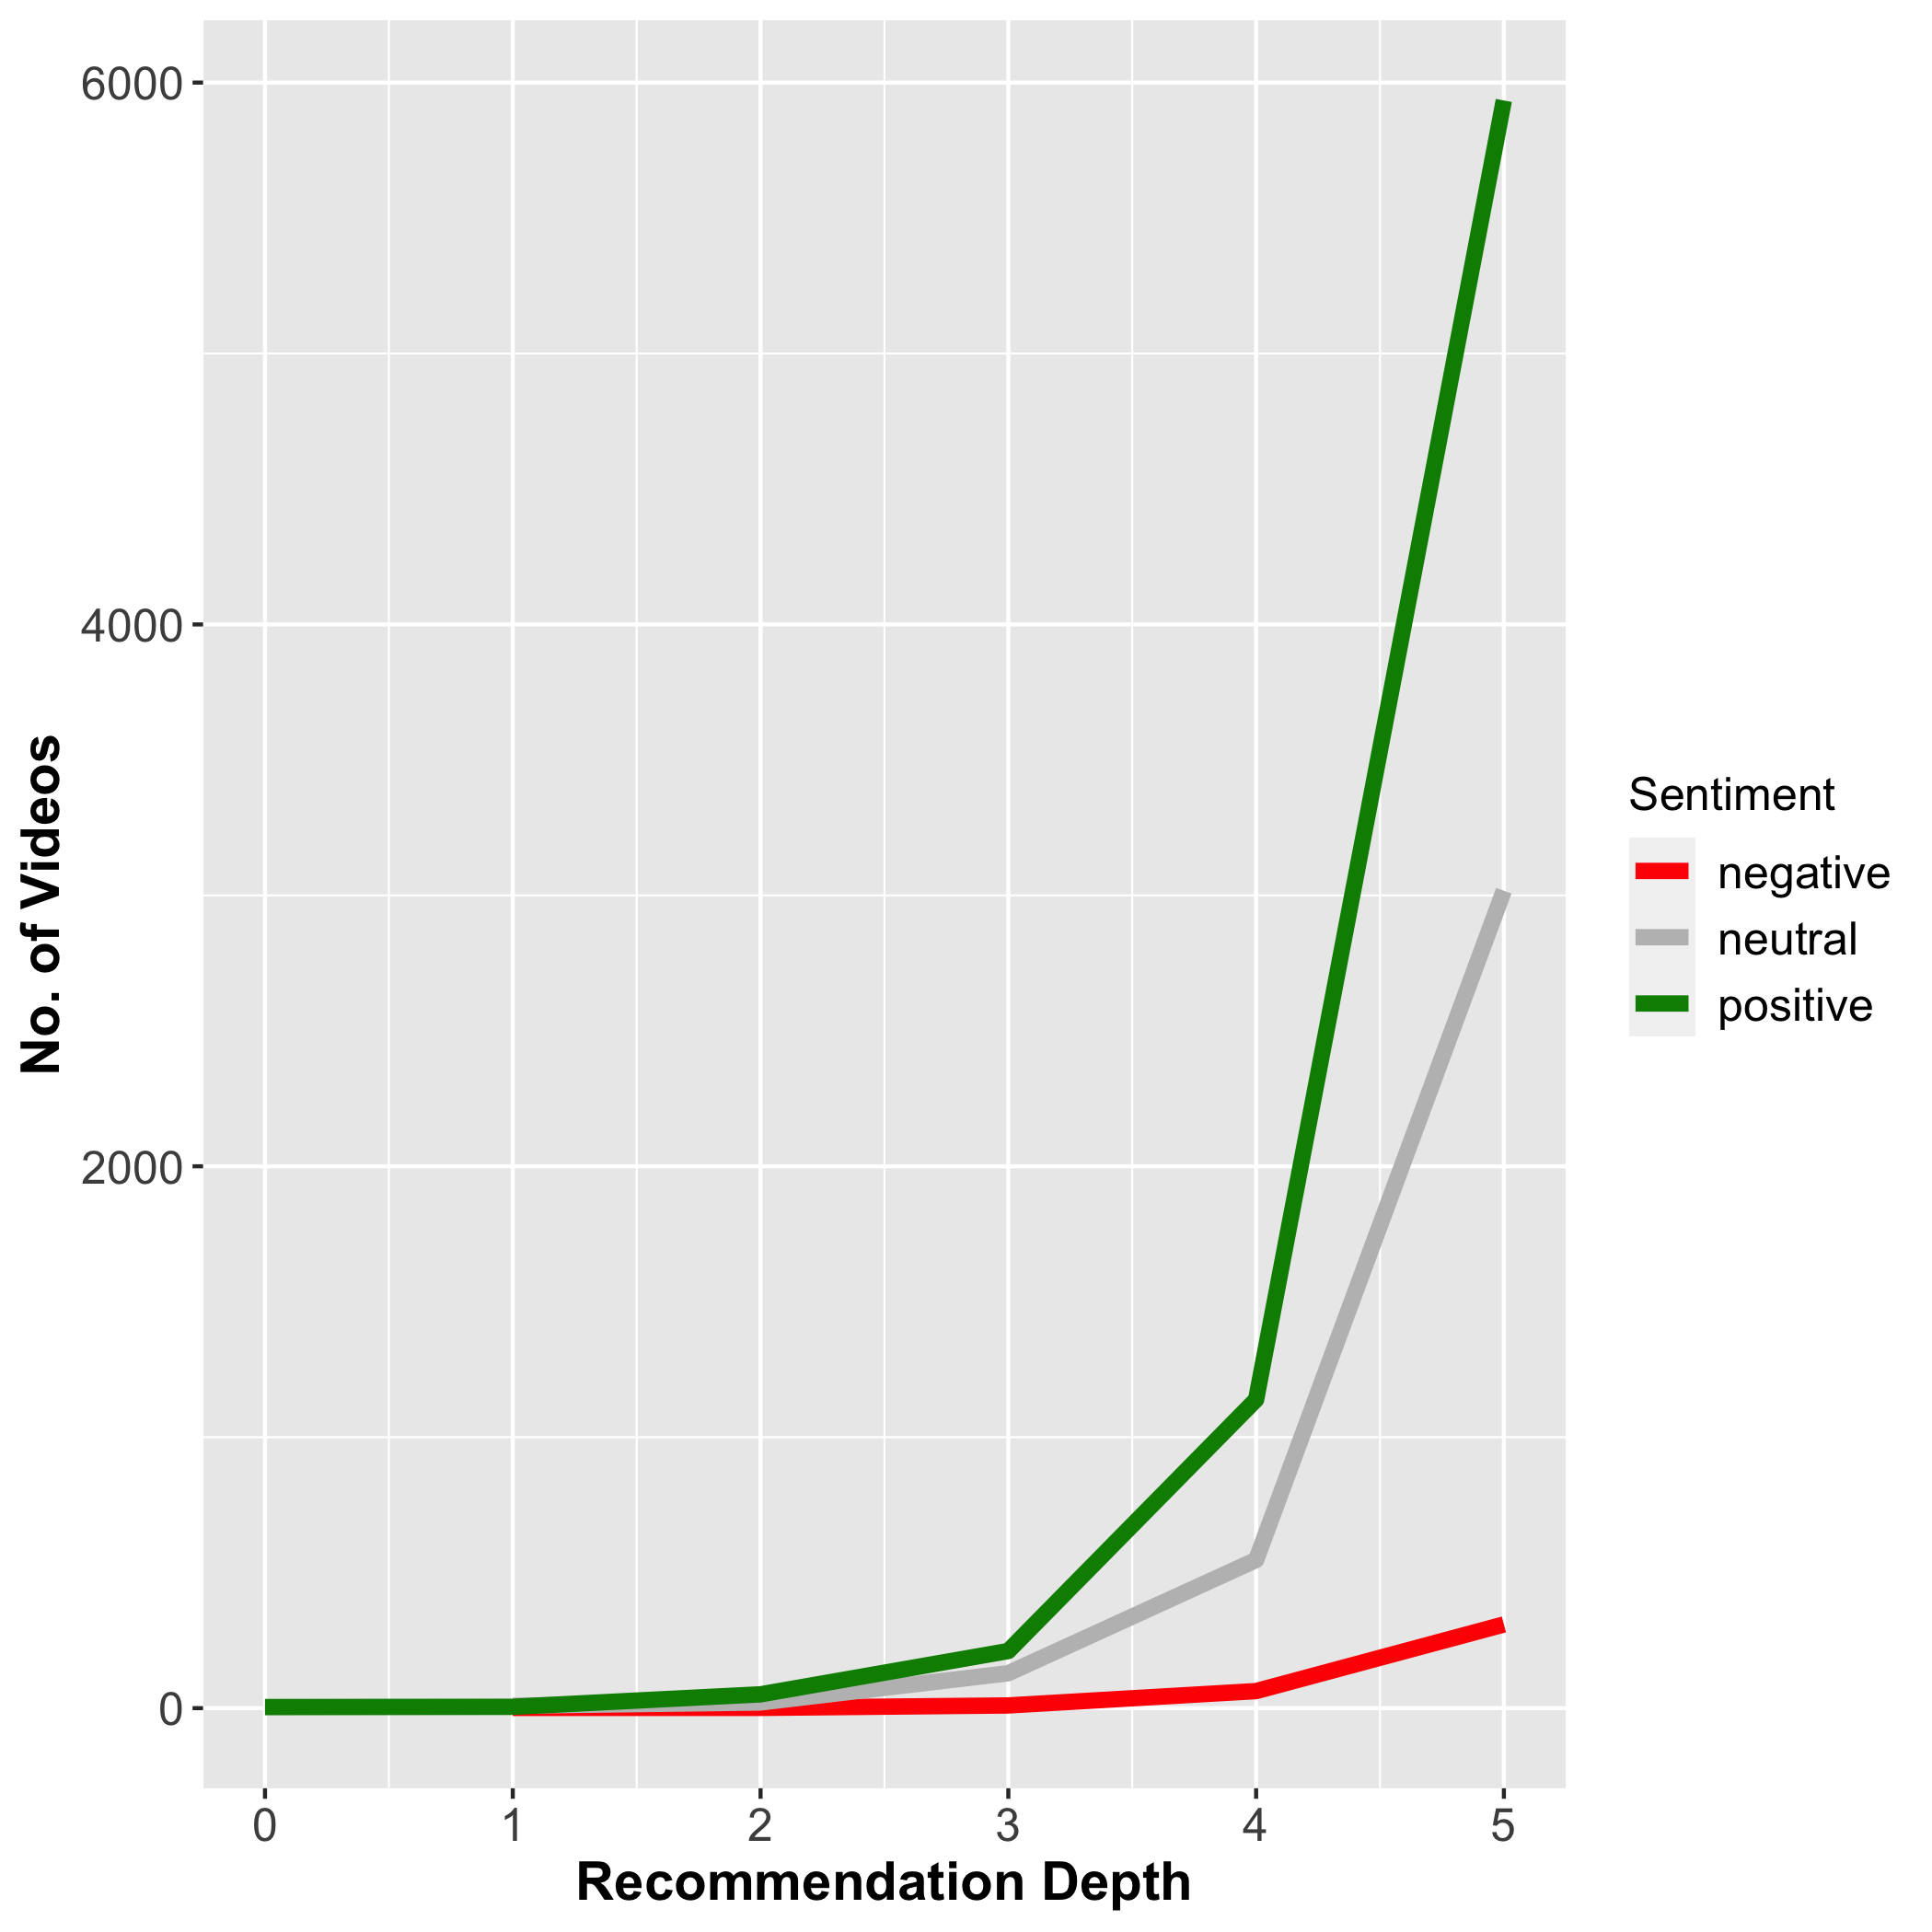 6000
4000
2000
0
No. of Videos
0 1 2 3 4 5
Recommendation Depth
Sentiment
negative
neutral
positive